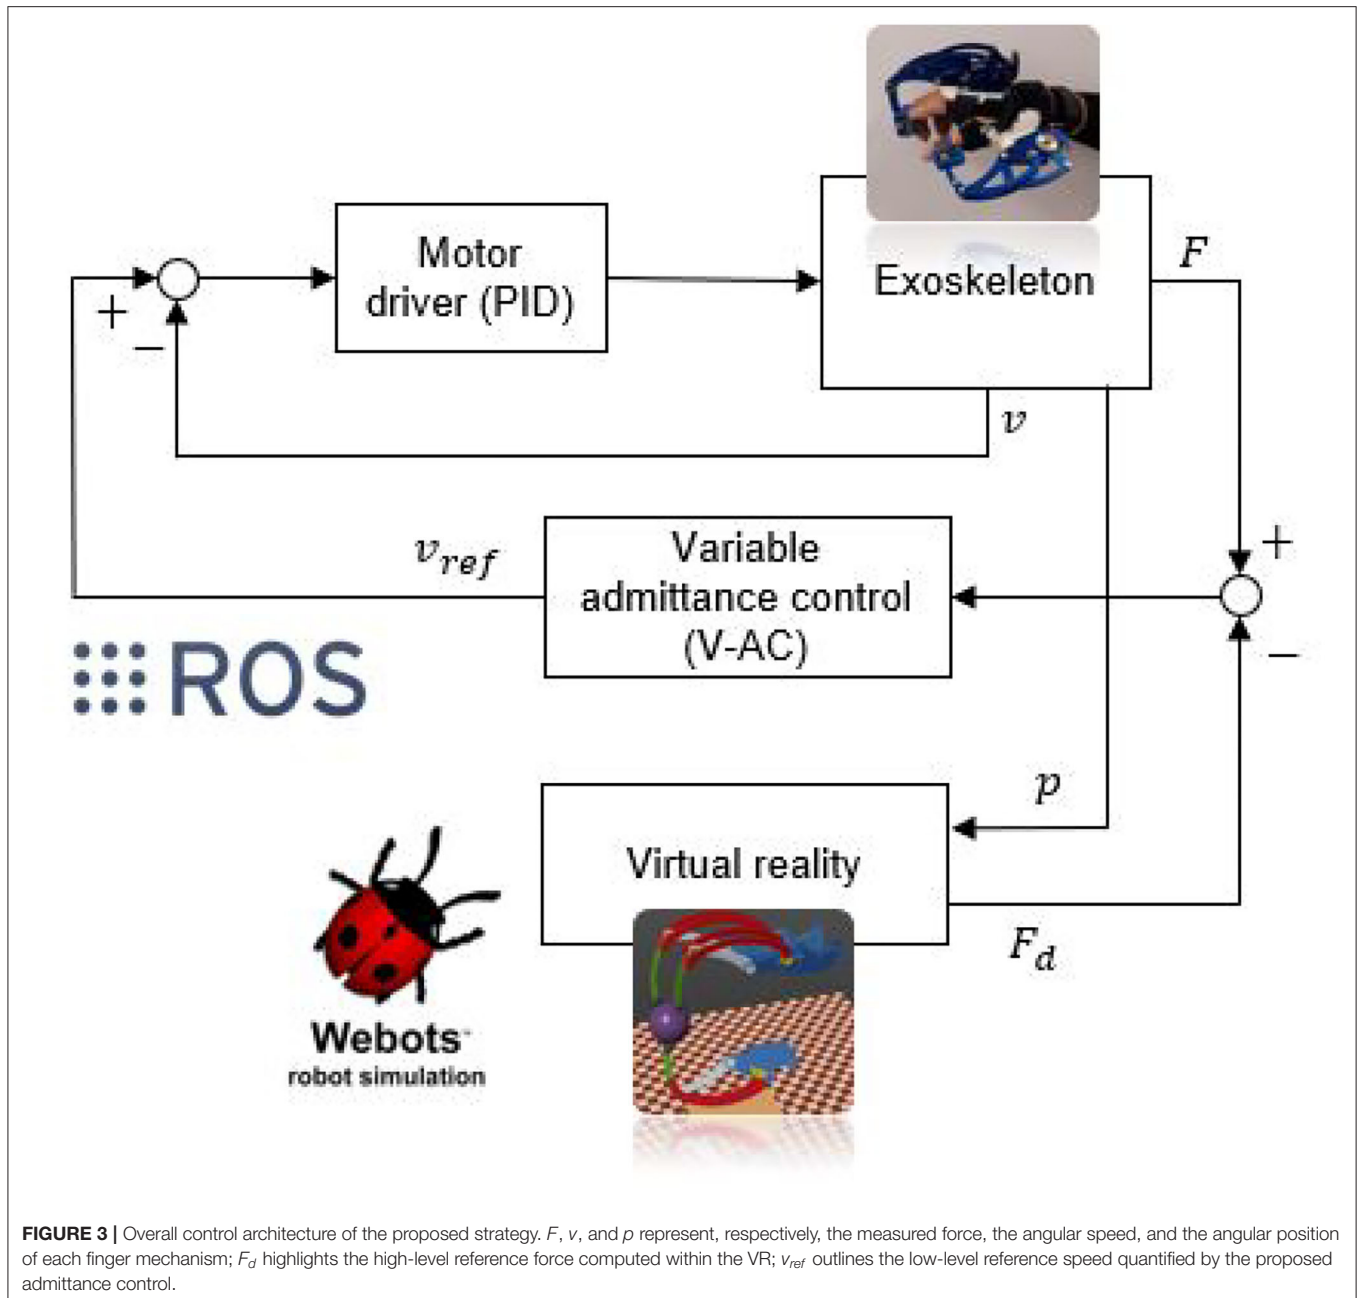 Motor
driver (PID)
Exoskeleton
F
+
−
v
Variable
admittance control
(V-AC)
v_ref
+
−
ROS
p
Virtual reality
F_d
Webots™
robot simulation
FIGURE 3 | Overall control architecture of the proposed strategy. F, v, and p represent, respectively, the measured force, the angular speed, and the angular position
of each finger mechanism; F_d highlights the high-level reference force computed within the VR; v_ref outlines the low-level reference speed quantified by the proposed
admittance control.